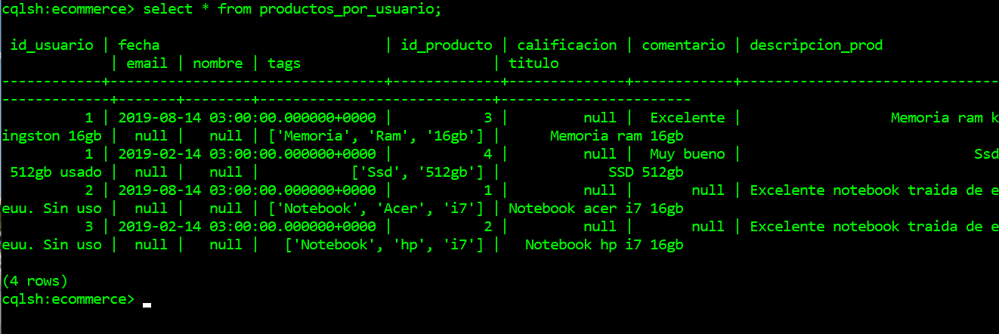 cqlsh:ecommerce> select * from productos_por_usuario;
id_usuario | fecha | id_producto | calificacion | comentario | descripcion_prod
| email | nombre | tags | titulo
------------+---------------------------------+-------------+--------------+------------+-------------------------------
-------------+-------+--------+----------------------------+-----------------------
1 | 2019-08-14 03:00:00.000000+0000 | 3 | null | Excelente | Memoria ram k
ingston 16gb | null | null | ['Memoria', 'Ram', '16gb'] | Memoria ram 16gb
1 | 2019-02-14 03:00:00.000000+0000 | 4 | null | Muy bueno | Ssd
512gb usado | null | null | ['Ssd', '512gb'] | SSD 512gb
2 | 2019-08-14 03:00:00.000000+0000 | 1 | null | null | Excelente notebook traida de e
euu. Sin uso | null | null | ['Notebook', 'Acer', 'i7'] | Notebook acer i7 16gb
3 | 2019-02-14 03:00:00.000000+0000 | 2 | null | null | Excelente notebook traida de e
euu. Sin uso | null | null | ['Notebook', 'hp', 'i7'] | Notebook hp i7 16gb
(4 rows)
cqlsh:ecommerce>